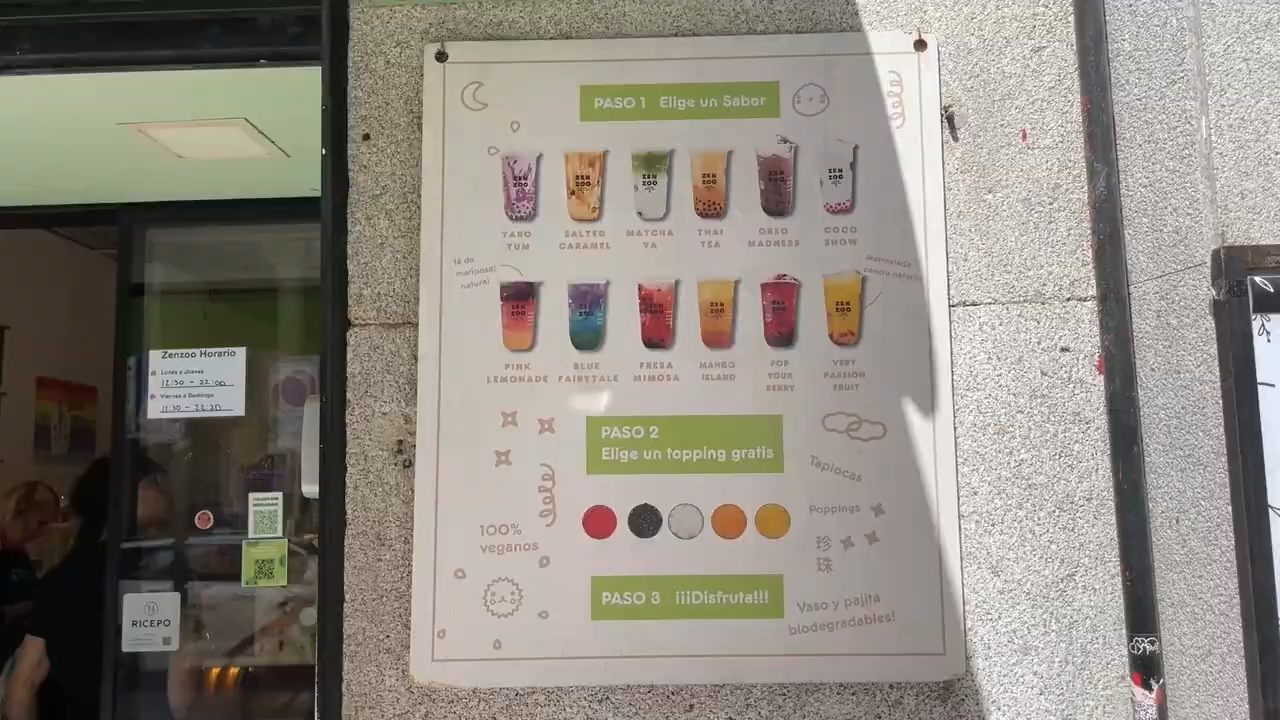 PASO 1 Elige un Sabor
TARO
YUM
SALTED
CARAMEL
MATCHA
YA
THAI
TEA
OREO
MADNESS
COCO
SHOW
té de
mariposa
natural
Mermelada
casera natural
ZEN
ZOO
PINK
LEMONADE
BLUE
FAIRYTALE
FRESA
MIMOSA
MANGO
ISLAND
POP
YOUR
BERRY
VERY
PASSION
FRUIT
PASO 2
Elige un topping gratis
Tapiocas
Poppings
珍
珠
100%
veganos
PASO 3 ¡¡¡Disfruta!!!
Vaso y pajita
biodegradables!
Zenzoo Horario
Lunes a Jueves
12:30 - 22:00
Viernes a Domingo
11:30 - 22:30
RICEPO